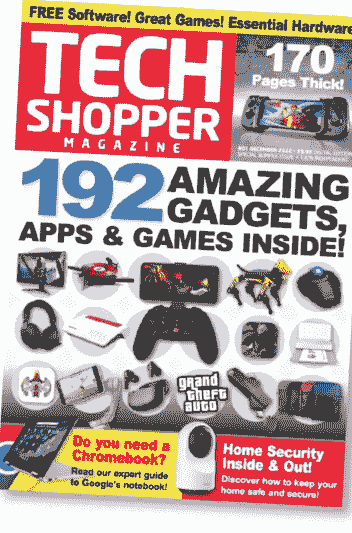 FREE Software! Great Games! Essential Hardware
TECH
SHOPPER
MAGAZINE
170
Pages Thick!
192 AMAZING
GADGETS,
APPS & GAMES INSIDE!
grand
theft
auto
Do you need a
Chromebook?
Read our expert guide
to Google's notebook!
Home Security
Inside & Out!
Discover how to keep your
home safe and secure!